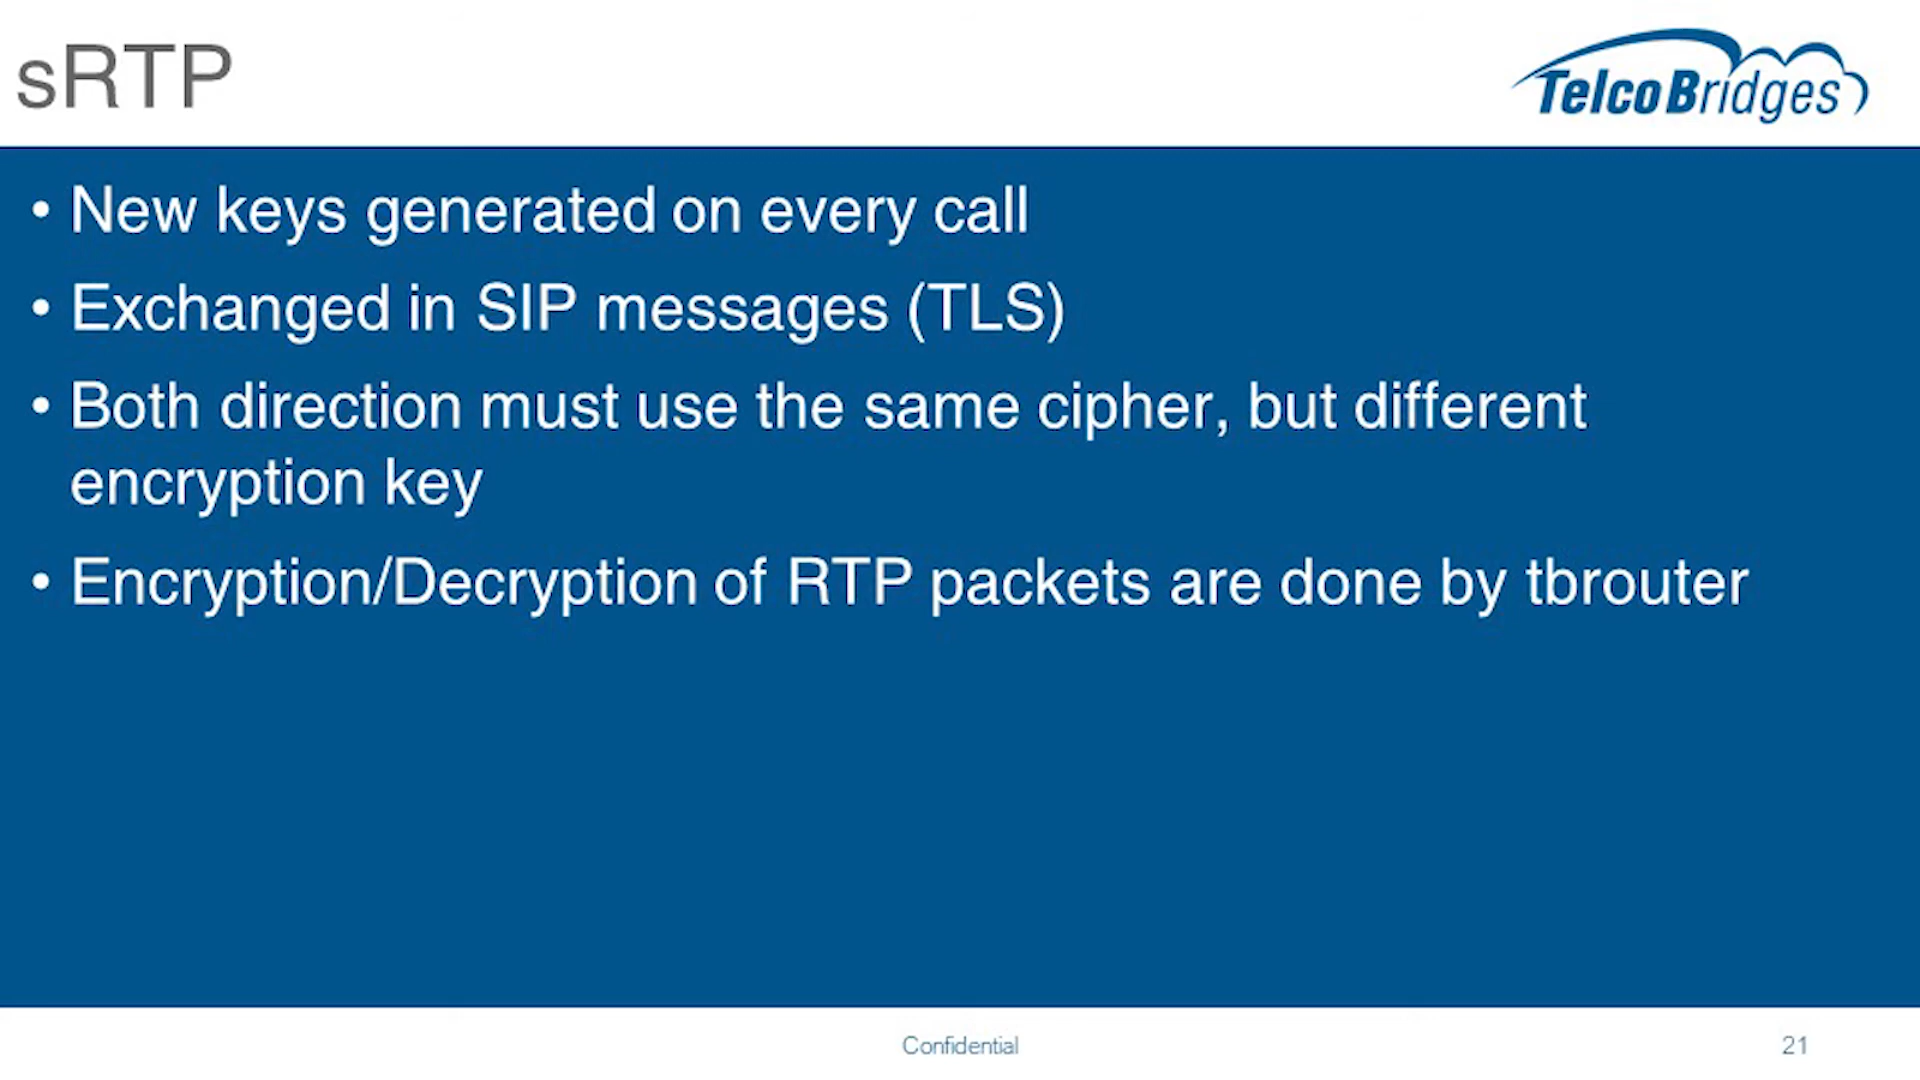 sRTP
TelcoBridges
• New keys generated on every call
• Exchanged in SIP messages (TLS)
• Both direction must use the same cipher, but different
encryption key
• Encryption/Decryption of RTP packets are done by tbrouter
Confidential
21